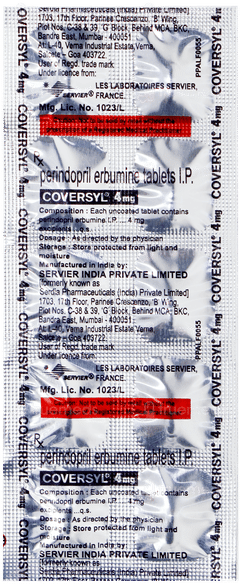 Serdia Pharmaceuticals (India) Private Limited)
1703, 17th Floor, Parinee Crescenzo, 'B' Wing,
Plot Nos. C-38 & 39, 'G' Block, Behind MCA, BKC,
Bandra East, Mumbai - 400051.
At: L-40, Verna Industrial Estate, Verna,
Salcete - Goa 403722.
User of Regd. trade mark
Under licence from:
LES LABORATOIRES SERVIER,
SERVIER FRANCE.
Mfg. Lic. No. 1023/L
PPALF0055
COVERSYL® 4mg
Rx
perindopril erbumine tablets I.P.
COVERSYL® 4mg
Composition : Each uncoated tablet contains
perindopril erbumine I.P. ... 4 mg
excipients ...q.s.
Dosage : As directed by the physician
Storage : Store protected from light and
moisture
Manufactured in India by:
SERVIER INDIA PRIVATE LIMITED
(formerly known as
Serdia Pharmaceuticals (India) Private Limited)
1703, 17th Floor, Parinee Crescenzo, 'B' Wing,
Plot Nos. C-38 & 39, 'G' Block, Behind MCA, BKC,
Bandra East, Mumbai - 400051.
At: L-40, Verna Industrial Estate, Verna,
Salcete - Goa 403722.
User of Regd. trade mark
Under licence from:
LES LABORATOIRES SERVIER,
SERVIER FRANCE.
Mfg. Lic. No. 1023/L
PPALF0055
Rx
perindopril erbumine tablets I.P.
COVERSYL® 4mg
Composition : Each uncoated tablet contains
perindopril erbumine I.P. ... 4 mg
excipients ...q.s.
Dosage : As directed by the physician
Storage : Store protected from light and
moisture
Manufactured in India by:
SERVIER INDIA PRIVATE LIMITED
(formerly known as